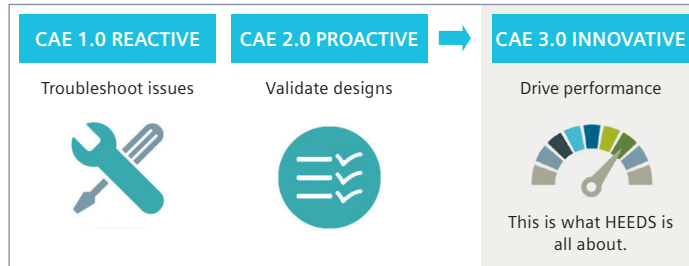 CAE 1.0 REACTIVE
Troubleshoot issues
CAE 2.0 PROACTIVE
Validate designs
CAE 3.0 INNOVATIVE
Drive performance
This is what HEEDS is
all about.